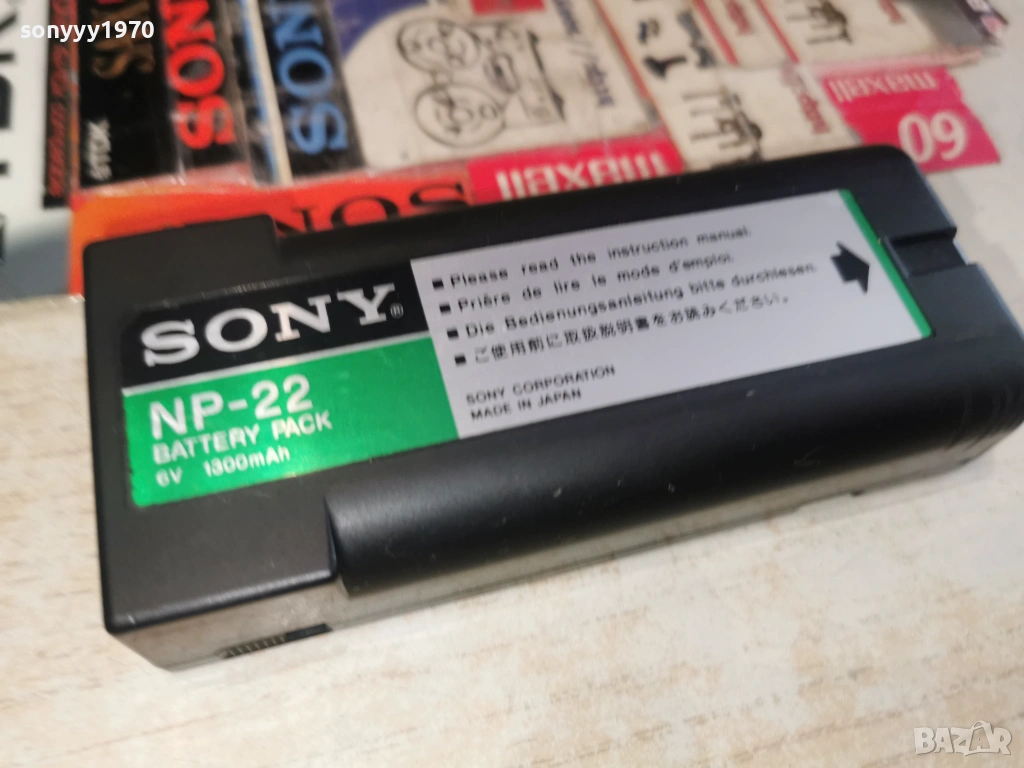 sonyyy1970
SONY
SONY
maxell
maxell
60
SONY®
NP-22
BATTERY PACK
6V 1300mAh
■ Please read the instruction manual.
■ Prière de lire le mode d'emploi.
■ Die Bedienungsanleitung bitte durchlesen.
■ ご使用前に取扱説明書をお読みください。
SONY CORPORATION
MADE IN JAPAN
BAZAR